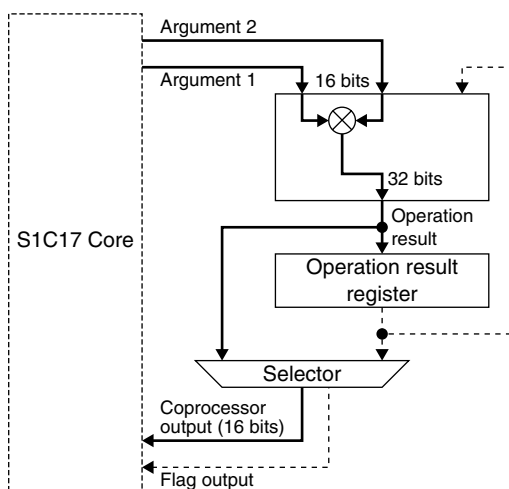 Argument 2
Argument 1
16 bits
32 bits
S1C17 Core
Operation
result
Operation result
register
Selector
Coprocessor
output (16 bits)
Flag output